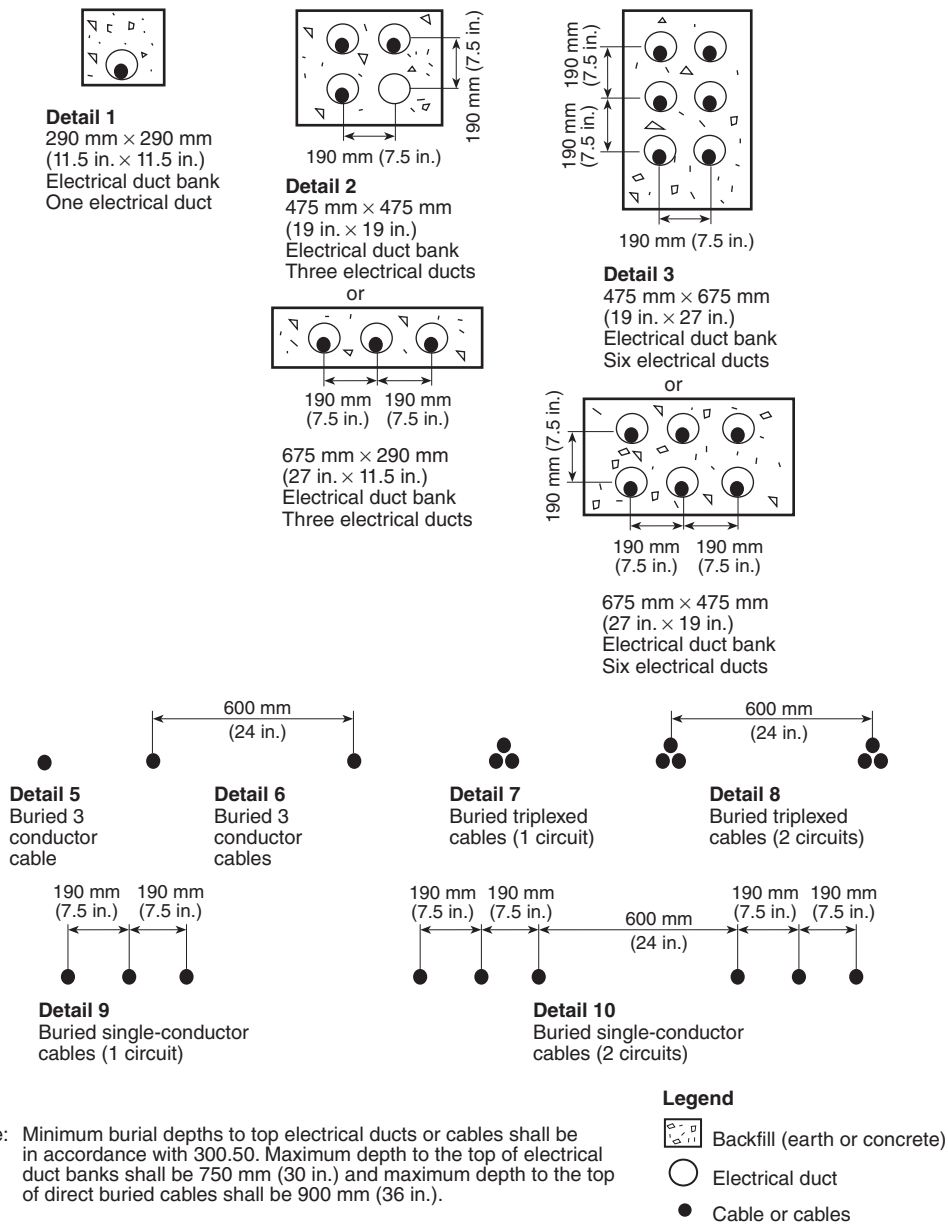 Detail 1
290 mm × 290 mm
(11.5 in. × 11.5 in.)
Electrical duct bank
One electrical duct
190 mm (7.5 in.)
190 mm (7.5 in.)
Detail 2
475 mm × 475 mm
(19 in. × 19 in.)
Electrical duct bank
Three electrical ducts
or
190 mm
(7.5 in.)
190 mm
(7.5 in.)
675 mm × 290 mm
(27 in. × 11.5 in.)
Electrical duct bank
Three electrical ducts
190 mm
(7.5 in.)
190 mm
(7.5 in.)
190 mm (7.5 in.)
Detail 3
475 mm × 675 mm
(19 in. × 27 in.)
Electrical duct bank
Six electrical ducts
or
190 mm (7.5 in.)
190 mm
(7.5 in.)
190 mm
(7.5 in.)
675 mm × 475 mm
(27 in. × 19 in.)
Electrical duct bank
Six electrical ducts
600 mm
(24 in.)
600 mm
(24 in.)
Detail 5
Buried 3
conductor
cable
Detail 6
Buried 3
conductor
cables
Detail 7
Buried triplexed
cables (1 circuit)
Detail 8
Buried triplexed
cables (2 circuits)
190 mm
(7.5 in.)
190 mm
(7.5 in.)
190 mm
(7.5 in.)
190 mm
(7.5 in.)
600 mm
(24 in.)
190 mm
(7.5 in.)
190 mm
(7.5 in.)
Detail 9
Buried single-conductor
cables (1 circuit)
Detail 10
Buried single-conductor
cables (2 circuits)
e: Minimum burial depths to top electrical ducts or cables shall be
in accordance with 300.50. Maximum depth to the top of electrical
duct banks shall be 750 mm (30 in.) and maximum depth to the top
of direct buried cables shall be 900 mm (36 in.).
Legend
Backfill (earth or concrete)
Electrical duct
Cable or cables